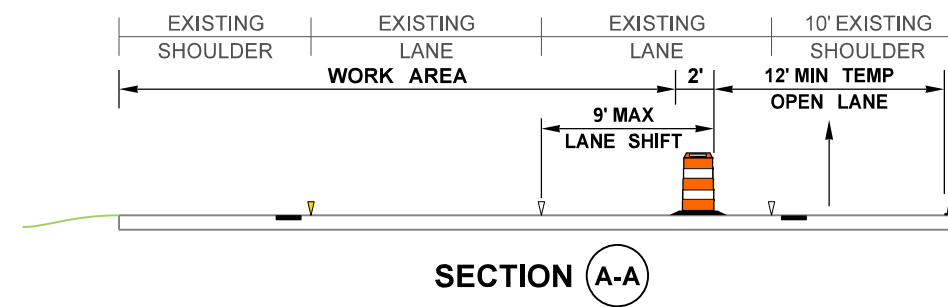 EXISTING EXISTING EXISTING 10' EXISTING
SHOULDER LANE LANE SHOULDER
WORK AREA 2' 12' MIN TEMP
OPEN LANE
9' MAX
LANE SHIFT
SECTION A-A